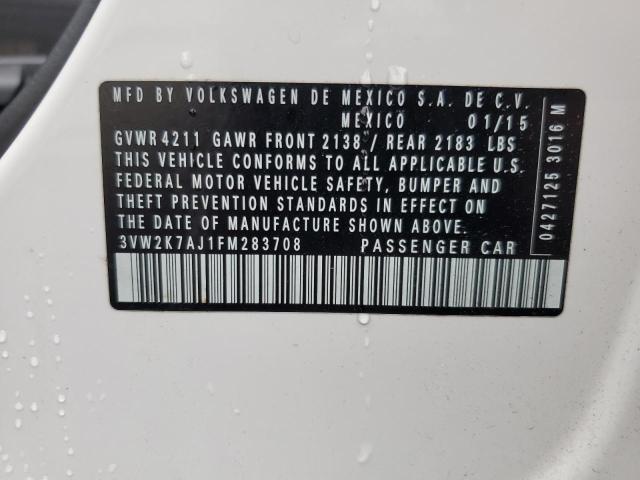 MFD BY VOLKSWAGEN DE MEXICO S.A. DE C.V.
MEXICO 01/15
GVWR 4211 GAWR FRONT 2138 / REAR 2183 LBS
THIS VEHICLE CONFORMS TO ALL APPLICABLE U.S.
FEDERAL MOTOR VEHICLE SAFETY, BUMPER AND
THEFT PREVENTION STANDARDS IN EFFECT ON
THE DATE OF MANUFACTURE SHOWN ABOVE.
3VW2K7AJ1FM283708 PASSENGER CAR
0427125 3016 M